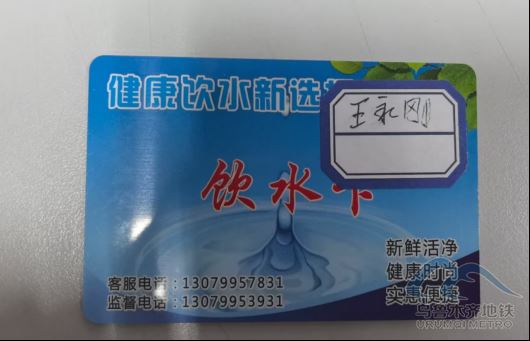 健康饮水新选
王永刚
饮水卡
新鲜活净
健康时尚
实惠便捷
客服电话：13079957831
监督电话：13079953931
乌鲁木齐地铁
URUMQI METRO